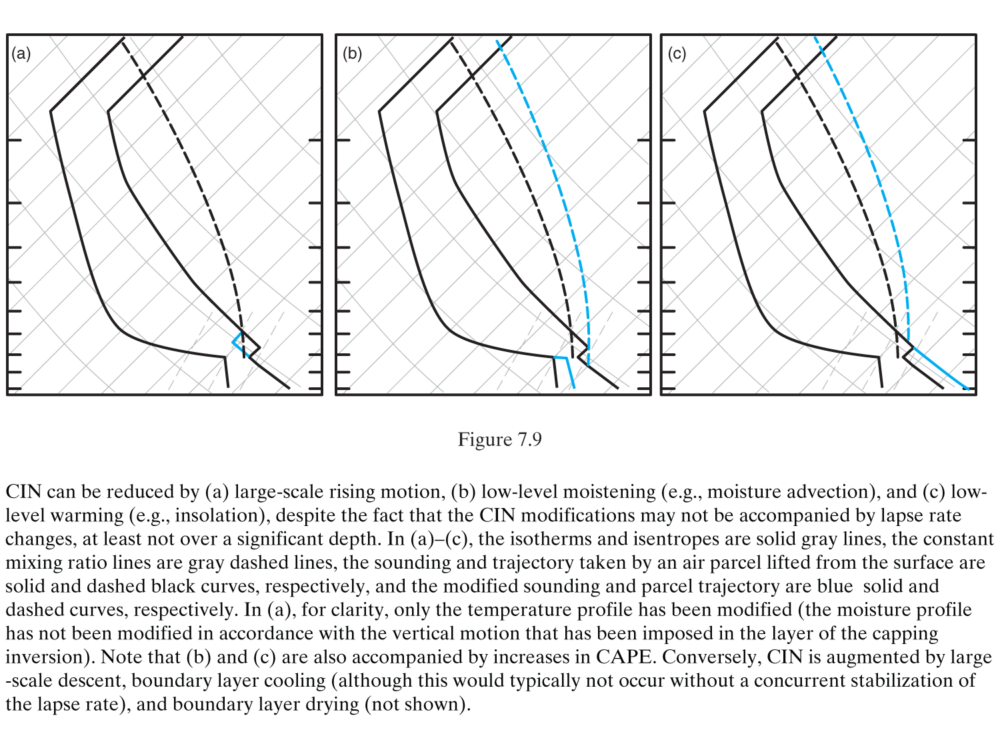 (a)
(b)
(c)
Figure 7.9
CIN can be reduced by (a) large-scale rising motion, (b) low-level moistening (e.g., moisture advection), and (c) low-
level warming (e.g., insolation), despite the fact that the CIN modifications may not be accompanied by lapse rate
changes, at least not over a significant depth. In (a)–(c), the isotherms and isentropes are solid gray lines, the constant
mixing ratio lines are gray dashed lines, the sounding and trajectory taken by an air parcel lifted from the surface are
solid and dashed black curves, respectively, and the modified sounding and parcel trajectory are blue  solid and
dashed curves, respectively. In (a), for clarity, only the temperature profile has been modified (the moisture profile
has not been modified in accordance with the vertical motion that has been imposed in the layer of the capping
inversion). Note that (b) and (c) are also accompanied by increases in CAPE. Conversely, CIN is augmented by large
-scale descent, boundary layer cooling (although this would typically not occur without a concurrent stabilization of
the lapse rate), and boundary layer drying (not shown).